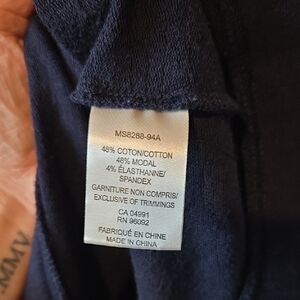 MS8288-94A
48% COTON/COTTON
48% MODAL
4% ÉLASTHANNE/
SPANDEX
GARNITURE NON COMPRIS/
EXCLUSIVE OF TRIMMINGS
CA 04991
RN 96092
FABRIQUÉ EN CHINE
MADE IN CHINA